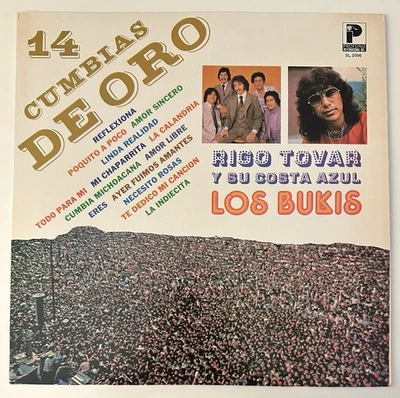 14
CUMBIAS
DE ORO
REFLEXIONA
POQUITO A POCO AMOR SINCERO
LINDA REALIDAD
MI CHAPARRITA LA CALANDRIA
TODO PARA MI AMOR LIBRE
CUMBIA MICHOACANA
ERES AYER FUIMOS AMANTES
NECESITO ROSAS
TE DEDICO MI CANCION
LA INDIECITA
P
PROFONO
SL 2006
RIGO TOVAR
Y SU COSTA AZUL
LOS BUKIS